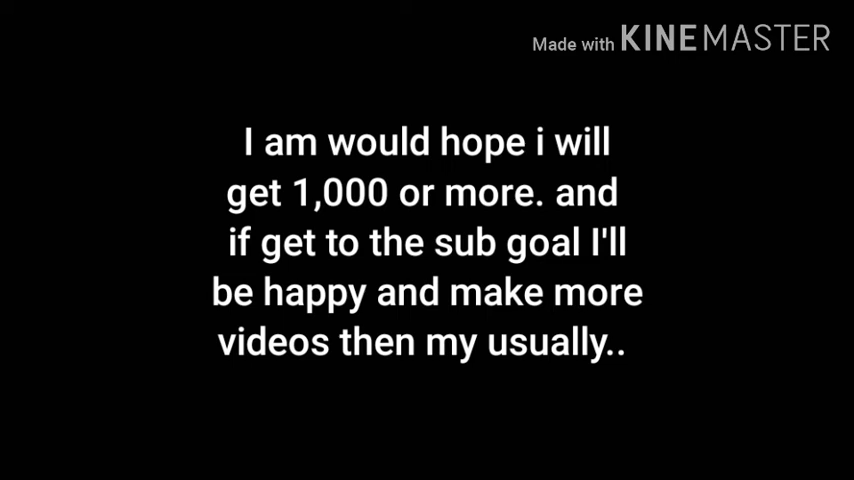 Made with KINEMASTER
I am would hope i will
get 1,000 or more. and
if get to the sub goal I'll
be happy and make more
videos then my usually..